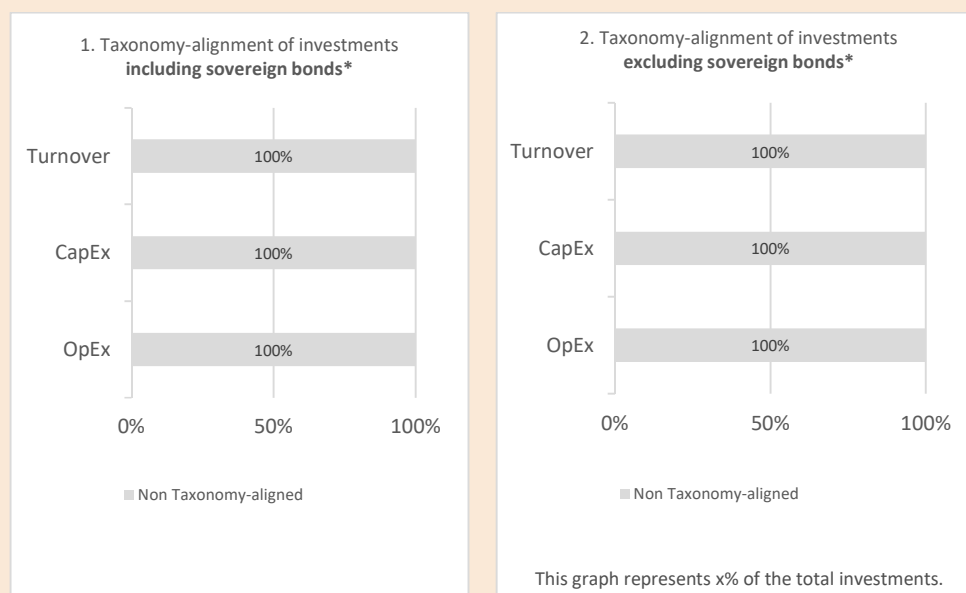 1. Taxonomy-alignment of investments
including sovereign bonds*
Turnover
100%
CapEx
100%
OpEx
100%
0%
50%
100%
Non Taxonomy-aligned
2. Taxonomy-alignment of investments
excluding sovereign bonds*
Turnover
100%
CapEx
100%
OpEx
100%
0%
50%
100%
Non Taxonomy-aligned
This graph represents x% of the total investments.